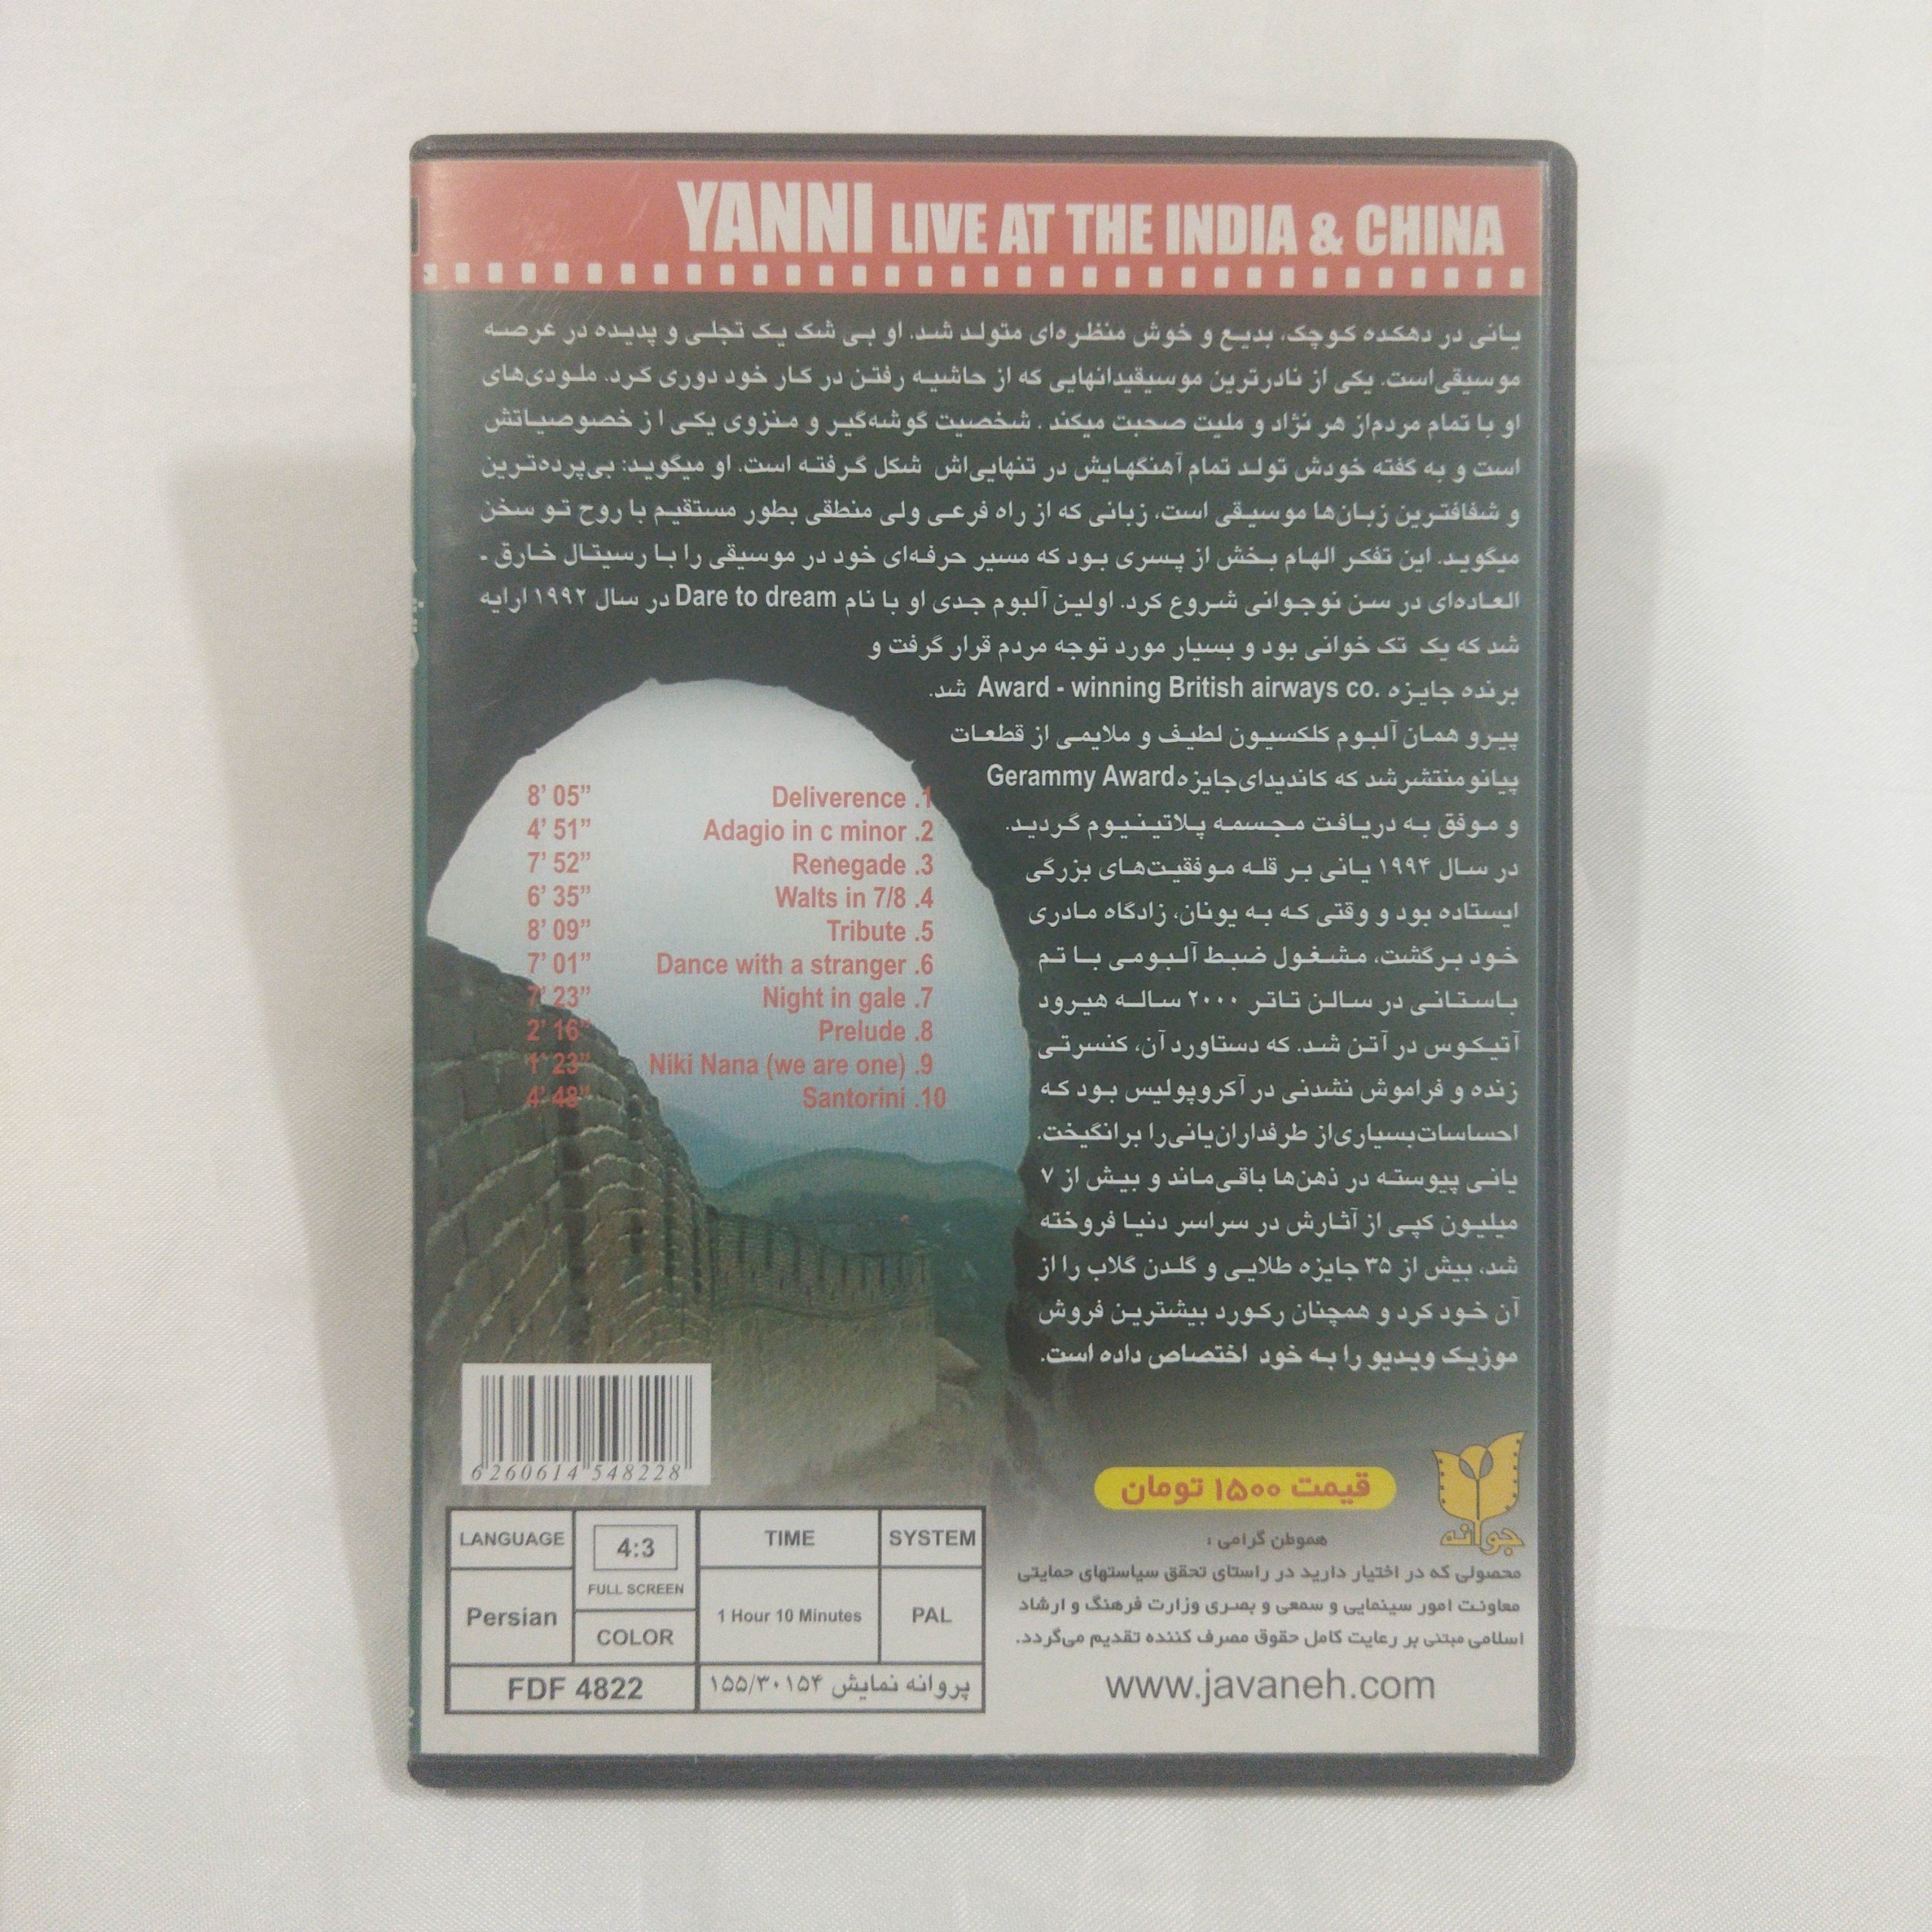 YANNI LIVE AT THE INDIA & CHINA
یانی در دهکده کوچک، بدیع و خوش منظره‌ای متولد شد. او بی شک یک تجلی و پدیده در عرصه
موسیقی‌است. یکی از نادرترین موسیقیدانهایی که از حاشیه رفتن در کار خود دوری کرد. ملودی‌های
او با تمام مردم‌از هر نژاد و ملیت صحبت میکند. شخصیت گوشه‌گیر و منزوی یکی از خصوصیاتش
است و به گفته خودش تولد تمام آهنگهایش در تنهایی‌اش شکل گرفته است. او میگوید: بی‌پرده‌ترین
و شفافترین زبان‌ها موسیقی است، زبانی که از راه فرعی ولی منطقی بطور مستقیم با روح تو سخن
میگوید. این تفکر الهام بخش از پسری بود که مسیر حرفه‌ای خود در موسیقی را با رسیتال خارق -
العاده‌ای در سن نوجوانی شروع کرد. اولین آلبوم جدی او با نام Dare to dream در سال ۱۹۹۲ ارایه
شد که یک تک خوانی بود و بسیار مورد توجه مردم قرار گرفت و
برنده جایزه Award - winning British airways co. شد.
پیرو همان آلبوم کلکسیون لطیف و ملایمی از قطعات
پیانو منتشر شد که کاندیدای جایزه Gerammy Award
و موفق به دریافت مجسمه پلاتینیوم گردید.
در سال ۱۹۹۴ یانی بر قله موفقیت‌های بزرگی
ایستاده بود و وقتی که به یونان، زادگاه مادری
خود برگشت، مشغول ضبط آلبومی با تم
باستانی در سالن تاتر ۲۰۰۰ ساله هیرود
آتیکوس در آتن شد. که دستاورد آن، کنسرتی
زنده و فراموش نشدنی در آکروپولیس بود که
احساسات بسیاری از طرفداران یانی را برانگیخت.
یانی پیوسته در ذهن‌ها باقی‌ماند و بیش از ۷
میلیون کپی از آثارش در سراسر دنیا فروخته
شد، بیش از ۳۵ جایزه طلایی و گلدن گلاب را از
آن خود کرد و همچنان رکورد بیشترین فروش
موزیک ویدیو را به خود اختصاص داده است.
Deliverence .1 8’ 05”
Adagio in c minor .2 4’ 51”
Renegade .3 7’ 52”
Walts in 7/8 .4 6’ 35”
Tribute .5 8’ 09”
Dance with a stranger .6 7’ 01”
Night in gale .7 7’ 23”
Prelude .8 2’ 16”
Niki Nana (we are one) .9 1’ 23”
Santorini .10 4’ 48”
6 260614 548228
قیمت ۱۵۰۰ تومان
جوانه
هموطن گرامی :
محصولی که در اختیار دارید در راستای تحقق سیاستهای حمایتی
معاونت امور سینمایی و سمعی و بصری وزارت فرهنگ و ارشاد
اسلامی مبتنی بر رعایت کامل حقوق مصرف کننده تقدیم می‌گردد.
www.javaneh.com
LANGUAGE
Persian
4:3
FULL SCREEN
COLOR
TIME
1 Hour 10 Minutes
SYSTEM
PAL
FDF 4822
پروانه نمایش ۱۵۵/۳۰۱۵۴